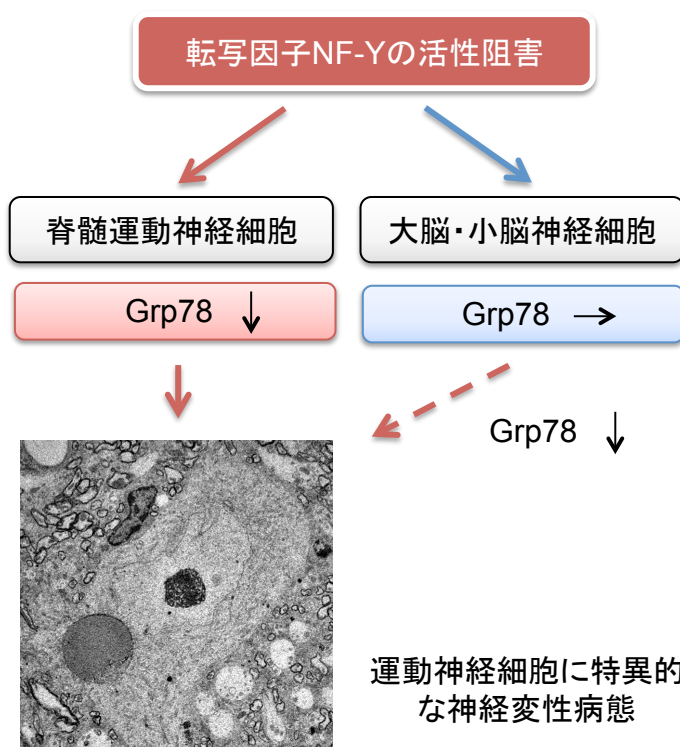 転写因子NF-Yの活性阻害
脊髄運動神経細胞
大脳・小脳神経細胞
Grp78 ↓
Grp78 →
Grp78 ↓
運動神経細胞に特異的
な神経変性病態